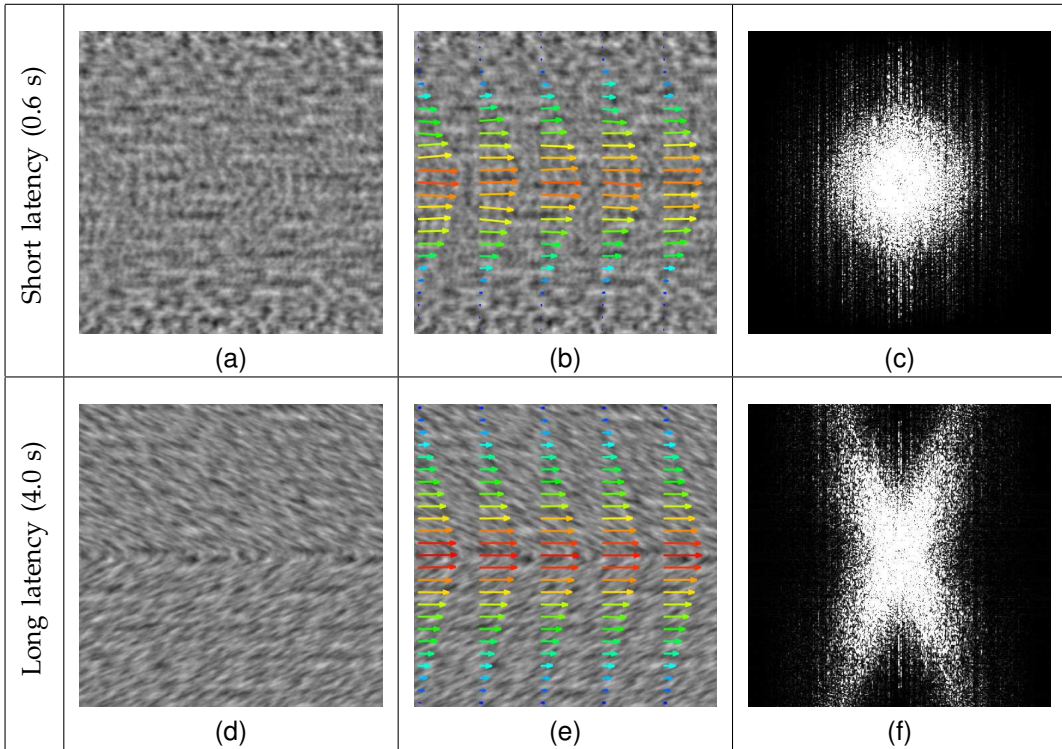 Short latency (0.6 s)
(a)
(b)
(c)
Long latency (4.0 s)
(d)
(e)
(f)